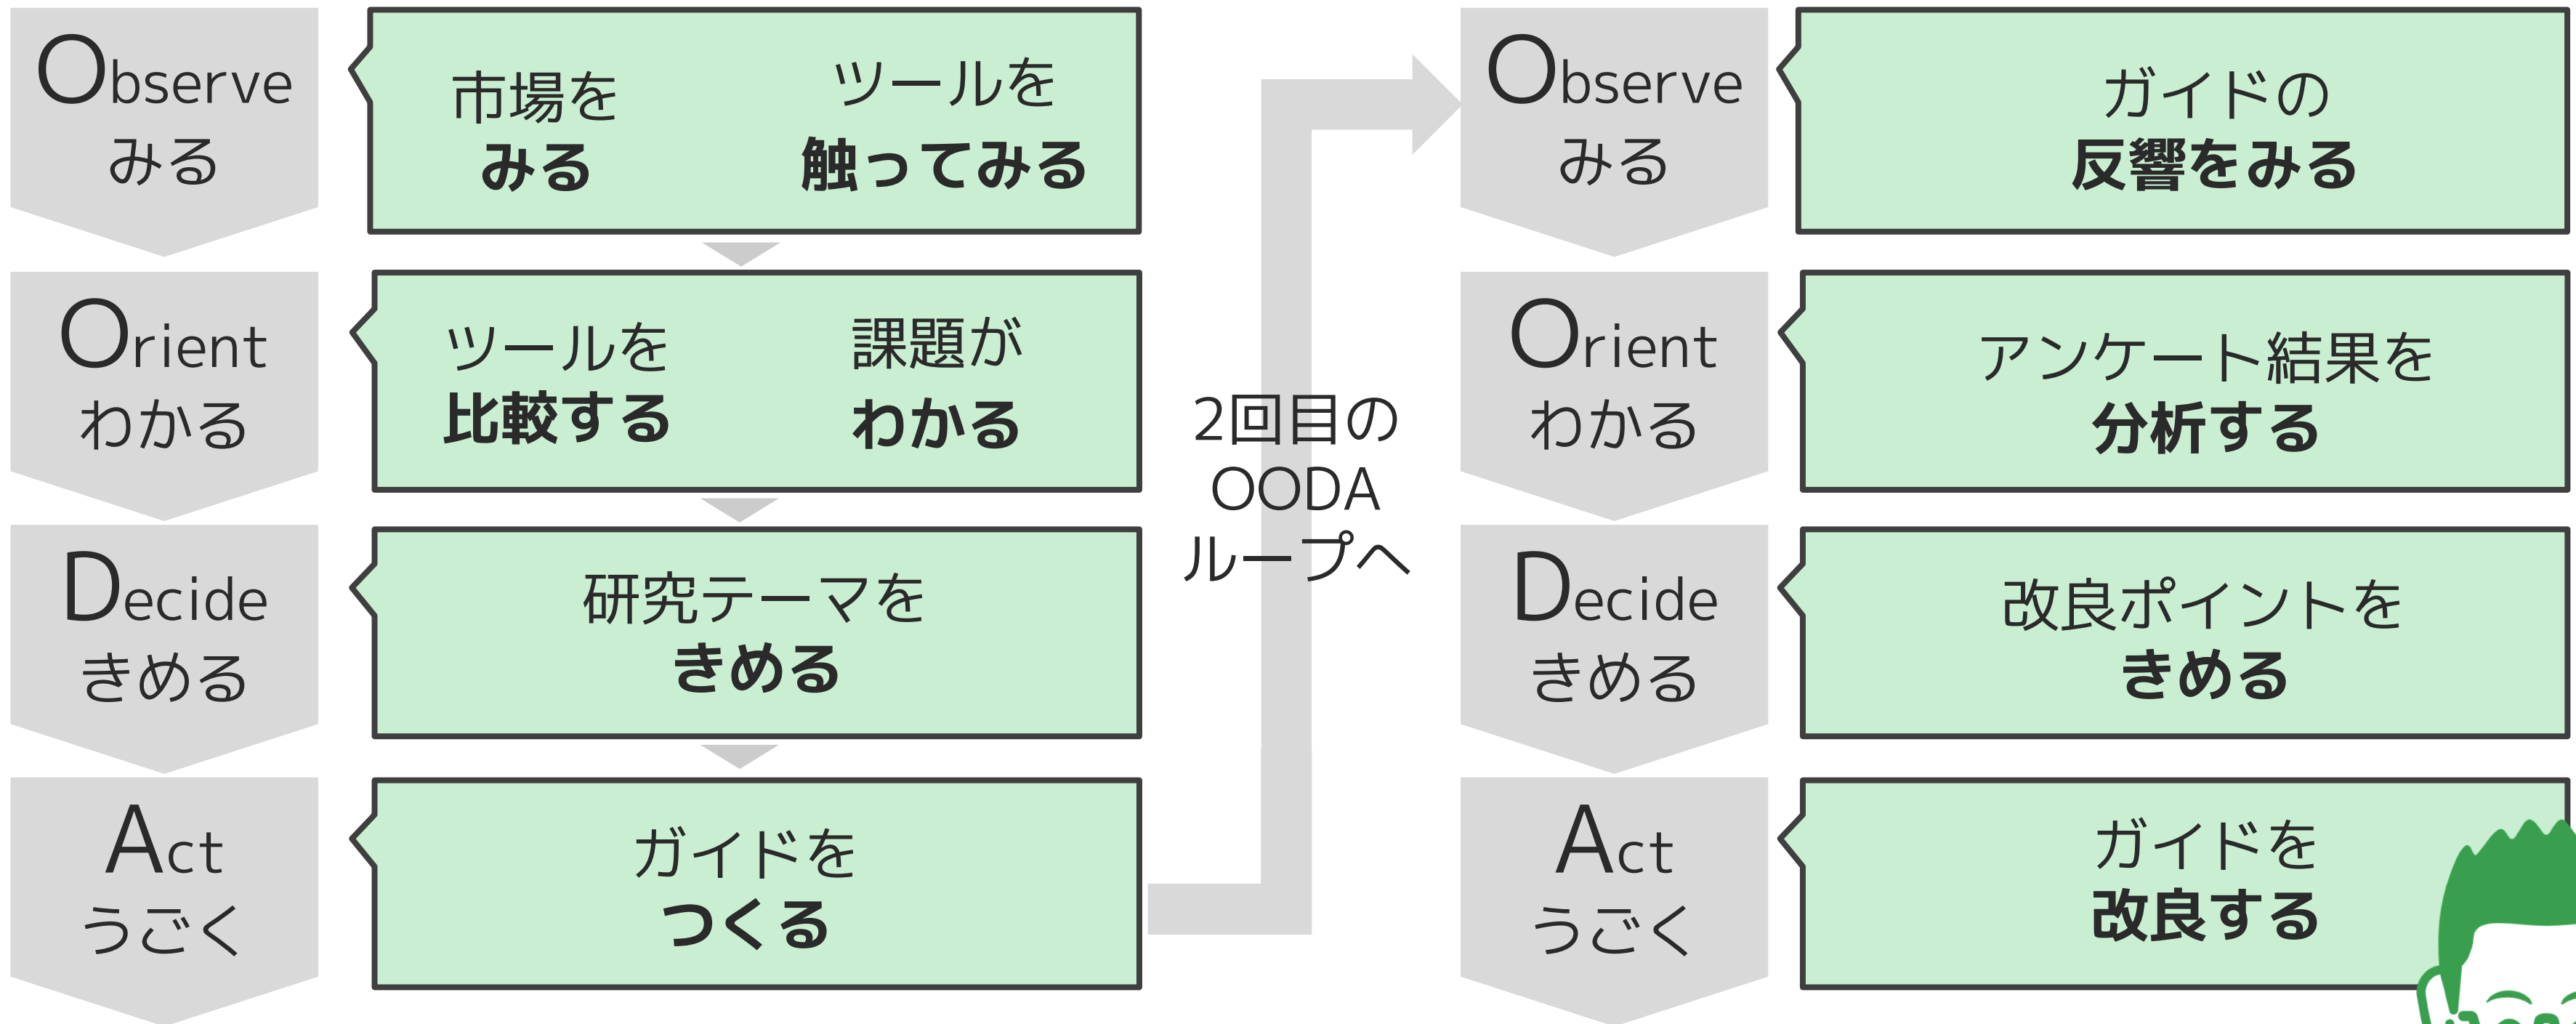 Observe
みる
市場を
みる
ツールを
触ってみる
Orient
わかる
ツールを
比較する
課題が
わかる
Decide
きめる
研究テーマを
きめる
Act
うごく
ガイドを
つくる
2回目の
OODA
ループへ
Observe
みる
ガイドの
反響をみる
Orient
わかる
アンケート結果を
分析する
Decide
きめる
改良ポイントを
きめる
Act
うごく
ガイドを
改良する